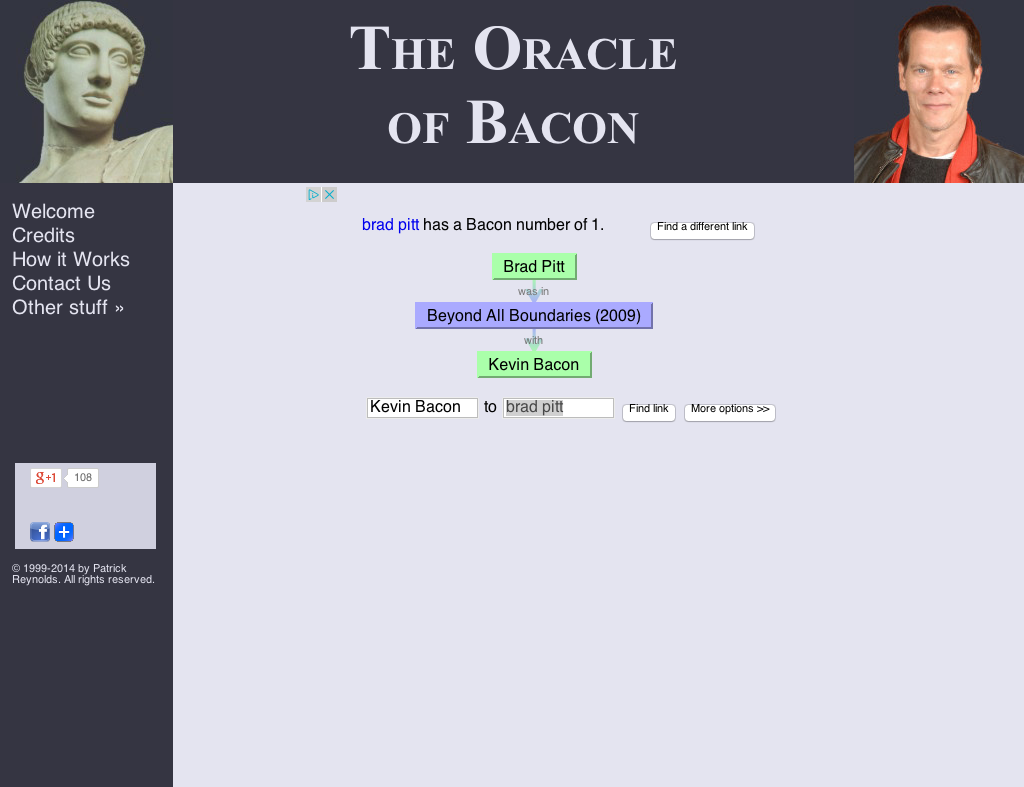 THE ORACLE
OF BACON
Welcome
Credits
How it Works
Contact Us
Other stuff »
g+1 108
f +
© 1999-2014 by Patrick
Reynolds. All rights reserved.
brad pitt has a Bacon number of 1. Find a different link
Brad Pitt
was in
Beyond All Boundaries (2009)
with
Kevin Bacon
Kevin Bacon to brad pitt Find link More options >>